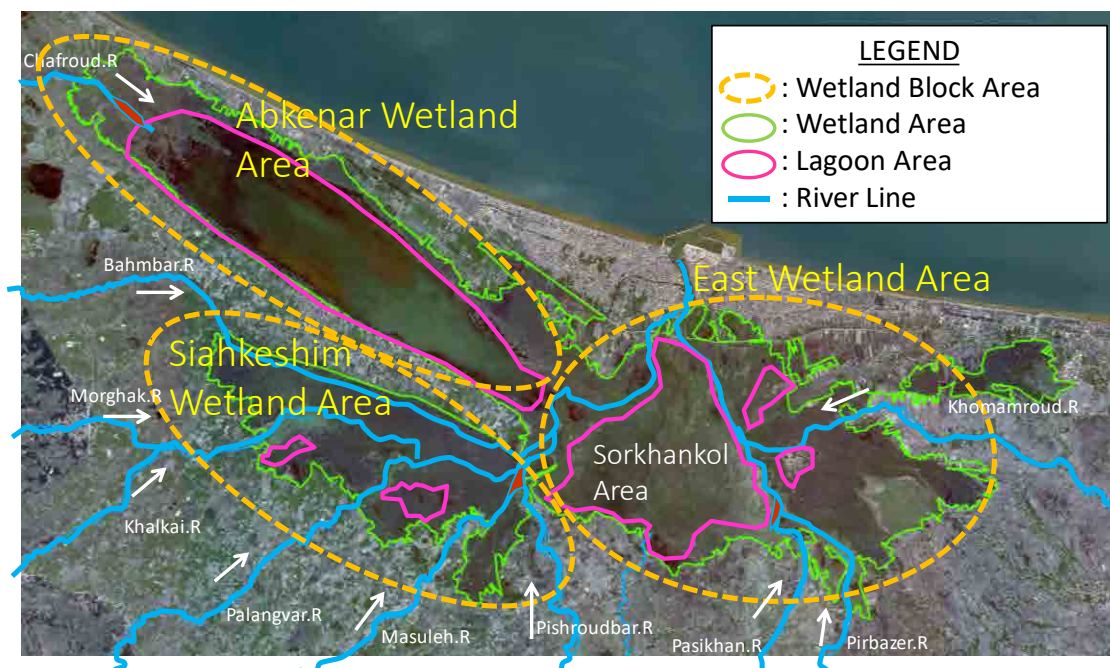 LEGEND
: Wetland Block Area
: Wetland Area
: Lagoon Area
: River Line
Chafroud.R
Abkenar Wetland
Area
Bahmbar.R
East Wetland Area
Siahkeshim
Wetland Area
Morghak.R
Khomamroud.R
Sorkhankol
Area
Khalkai.R
Palangvar.R
Masuleh.R
Pishroudbar.R
Pasikhan.R
Pirbazer.R